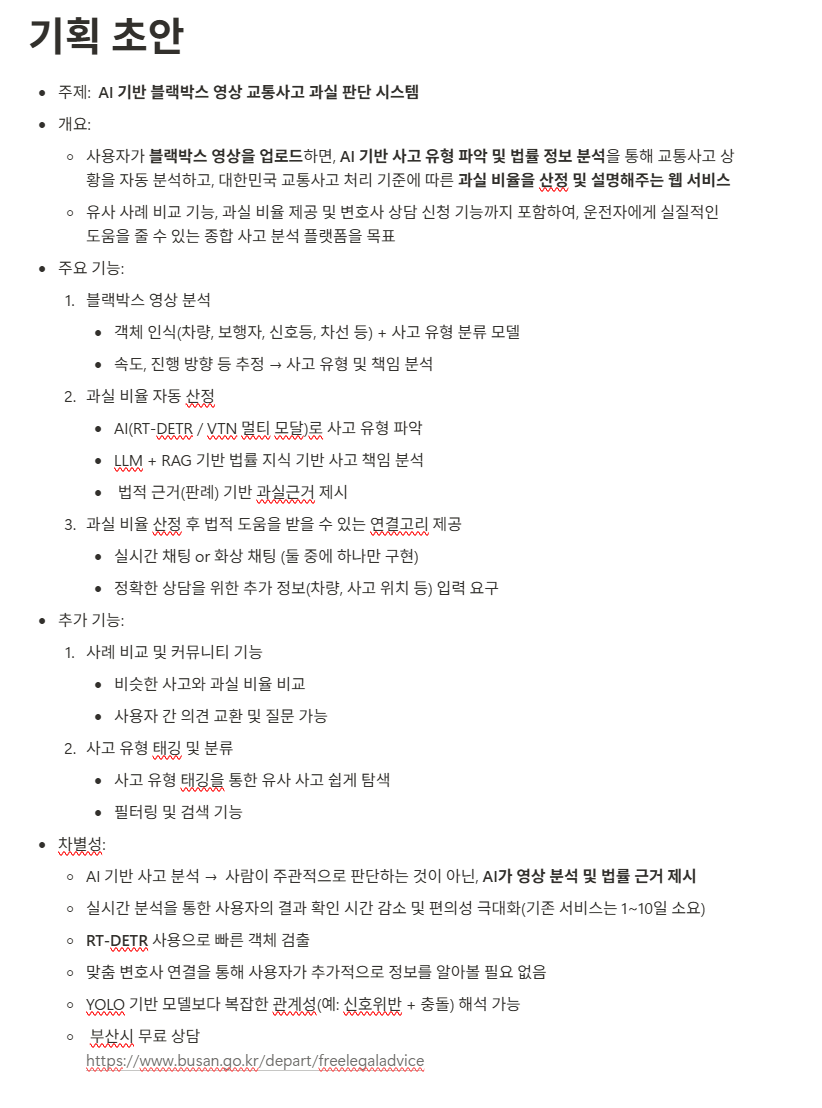 기획 초안
• 주제: AI 기반 블랙박스 영상 교통사고 과실 판단 시스템
• 개요:
○ 사용자가 블랙박스 영상을 업로드하면, AI 기반 사고 유형 파악 및 법률 정보 분석을 통해 교통사고 상
황을 자동 분석하고, 대한민국 교통사고 처리 기준에 따른 과실 비율을 산정 및 설명해주는 웹 서비스
○ 유사 사례 비교 기능, 과실 비율 제공 및 변호사 상담 신청 기능까지 포함하여, 운전자에게 실질적인
도움을 줄 수 있는 종합 사고 분석 플랫폼을 목표
• 주요 기능:
1. 블랙박스 영상 분석
• 객체 인식(차량, 보행자, 신호등, 차선 등) + 사고 유형 분류 모델
• 속도, 진행 방향 등 추정 → 사고 유형 및 책임 분석
2. 과실 비율 자동 산정
• AI(RT-DETR / VTN 멀티 모달)로 사고 유형 파악
• LLM + RAG 기반 법률 지식 기반 사고 책임 분석
• 법적 근거(판례) 기반 과실근거 제시
3. 과실 비율 산정 후 법적 도움을 받을 수 있는 연결고리 제공
• 실시간 채팅 or 화상 채팅 (둘 중에 하나만 구현)
• 정확한 상담을 위한 추가 정보(차량, 사고 위치 등) 입력 요구
• 추가 기능:
1. 사례 비교 및 커뮤니티 기능
• 비슷한 사고와 과실 비율 비교
• 사용자 간 의견 교환 및 질문 가능
2. 사고 유형 태깅 및 분류
• 사고 유형 태깅을 통한 유사 사고 쉽게 탐색
• 필터링 및 검색 기능
• 차별성:
○ AI 기반 사고 분석 → 사람이 주관적으로 판단하는 것이 아닌, AI가 영상 분석 및 법률 근거 제시
○ 실시간 분석을 통한 사용자의 결과 확인 시간 감소 및 편의성 극대화(기존 서비스는 1~10일 소요)
○ RT-DETR 사용으로 빠른 객체 검출
○ 맞춤 변호사 연결을 통해 사용자가 추가적으로 정보를 알아볼 필요 없음
○ YOLO 기반 모델보다 복잡한 관계성(예: 신호위반 + 충돌) 해석 가능
○ 부산시 무료 상담
https://www.busan.go.kr/depart/freelegaladvice